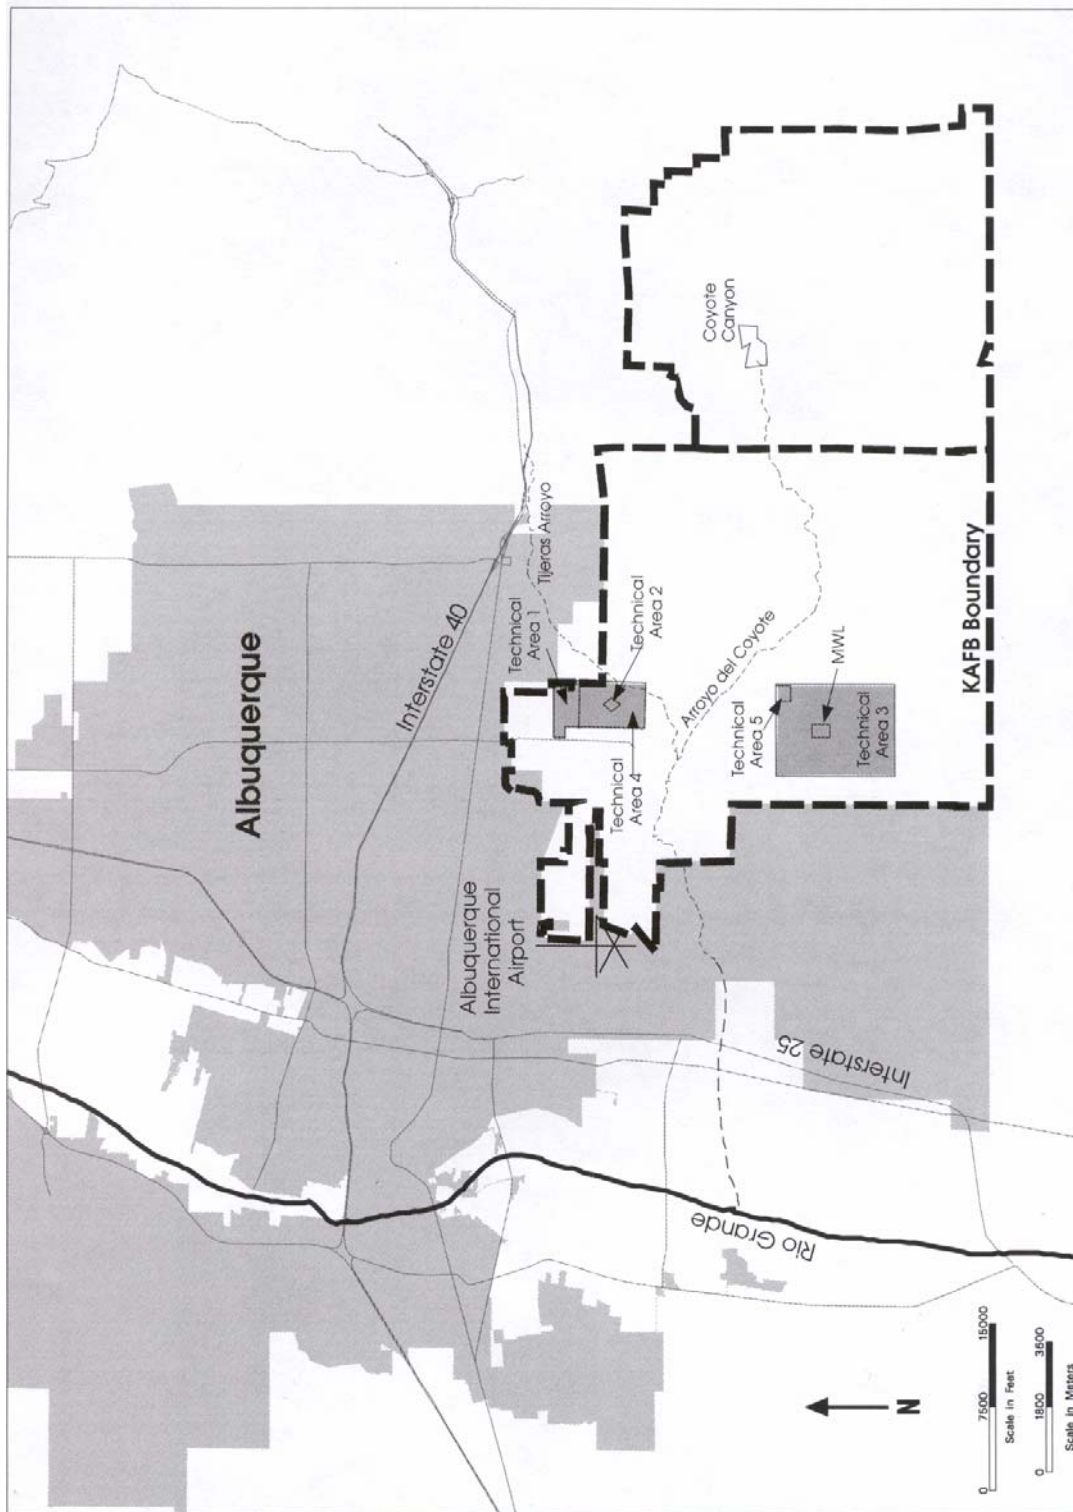 Albuquerque
Interstate 40
Tijeras Arroyo
Coyote
Canyon
Technical
Area 1
Technical
Area 2
Albuquerque
International
Airport
Technical
Area 4
Arroyo del Coyote
Technical
Area 5
MWL
Technical
Area 3
KAFB Boundary
Interstate 25
Rio Grande
N
0 7500 15000
Scale in Feet
0 1800 3600
Scale in Meters